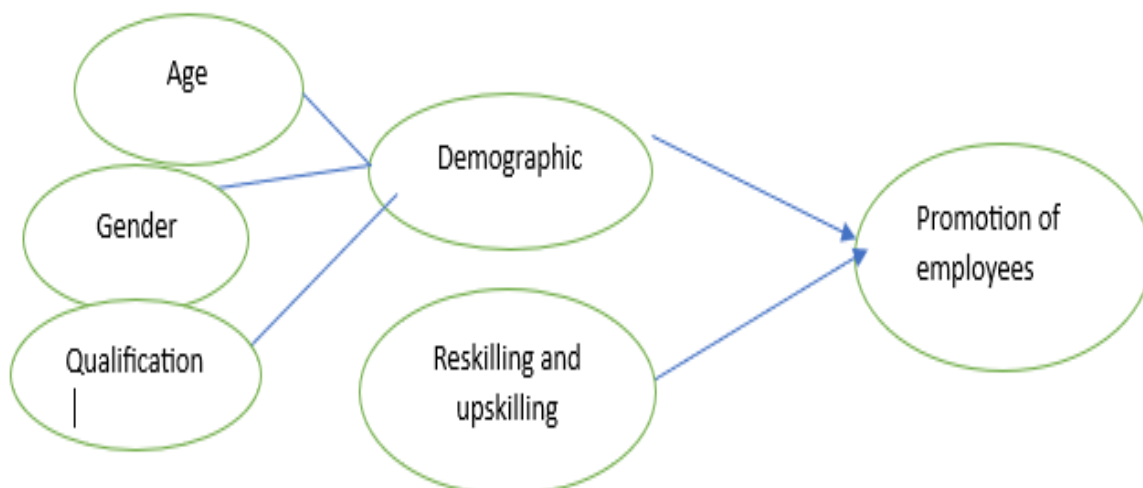 Age
Demographic
Gender
Promotion of
employees
Qualification
Reskilling and
upskilling